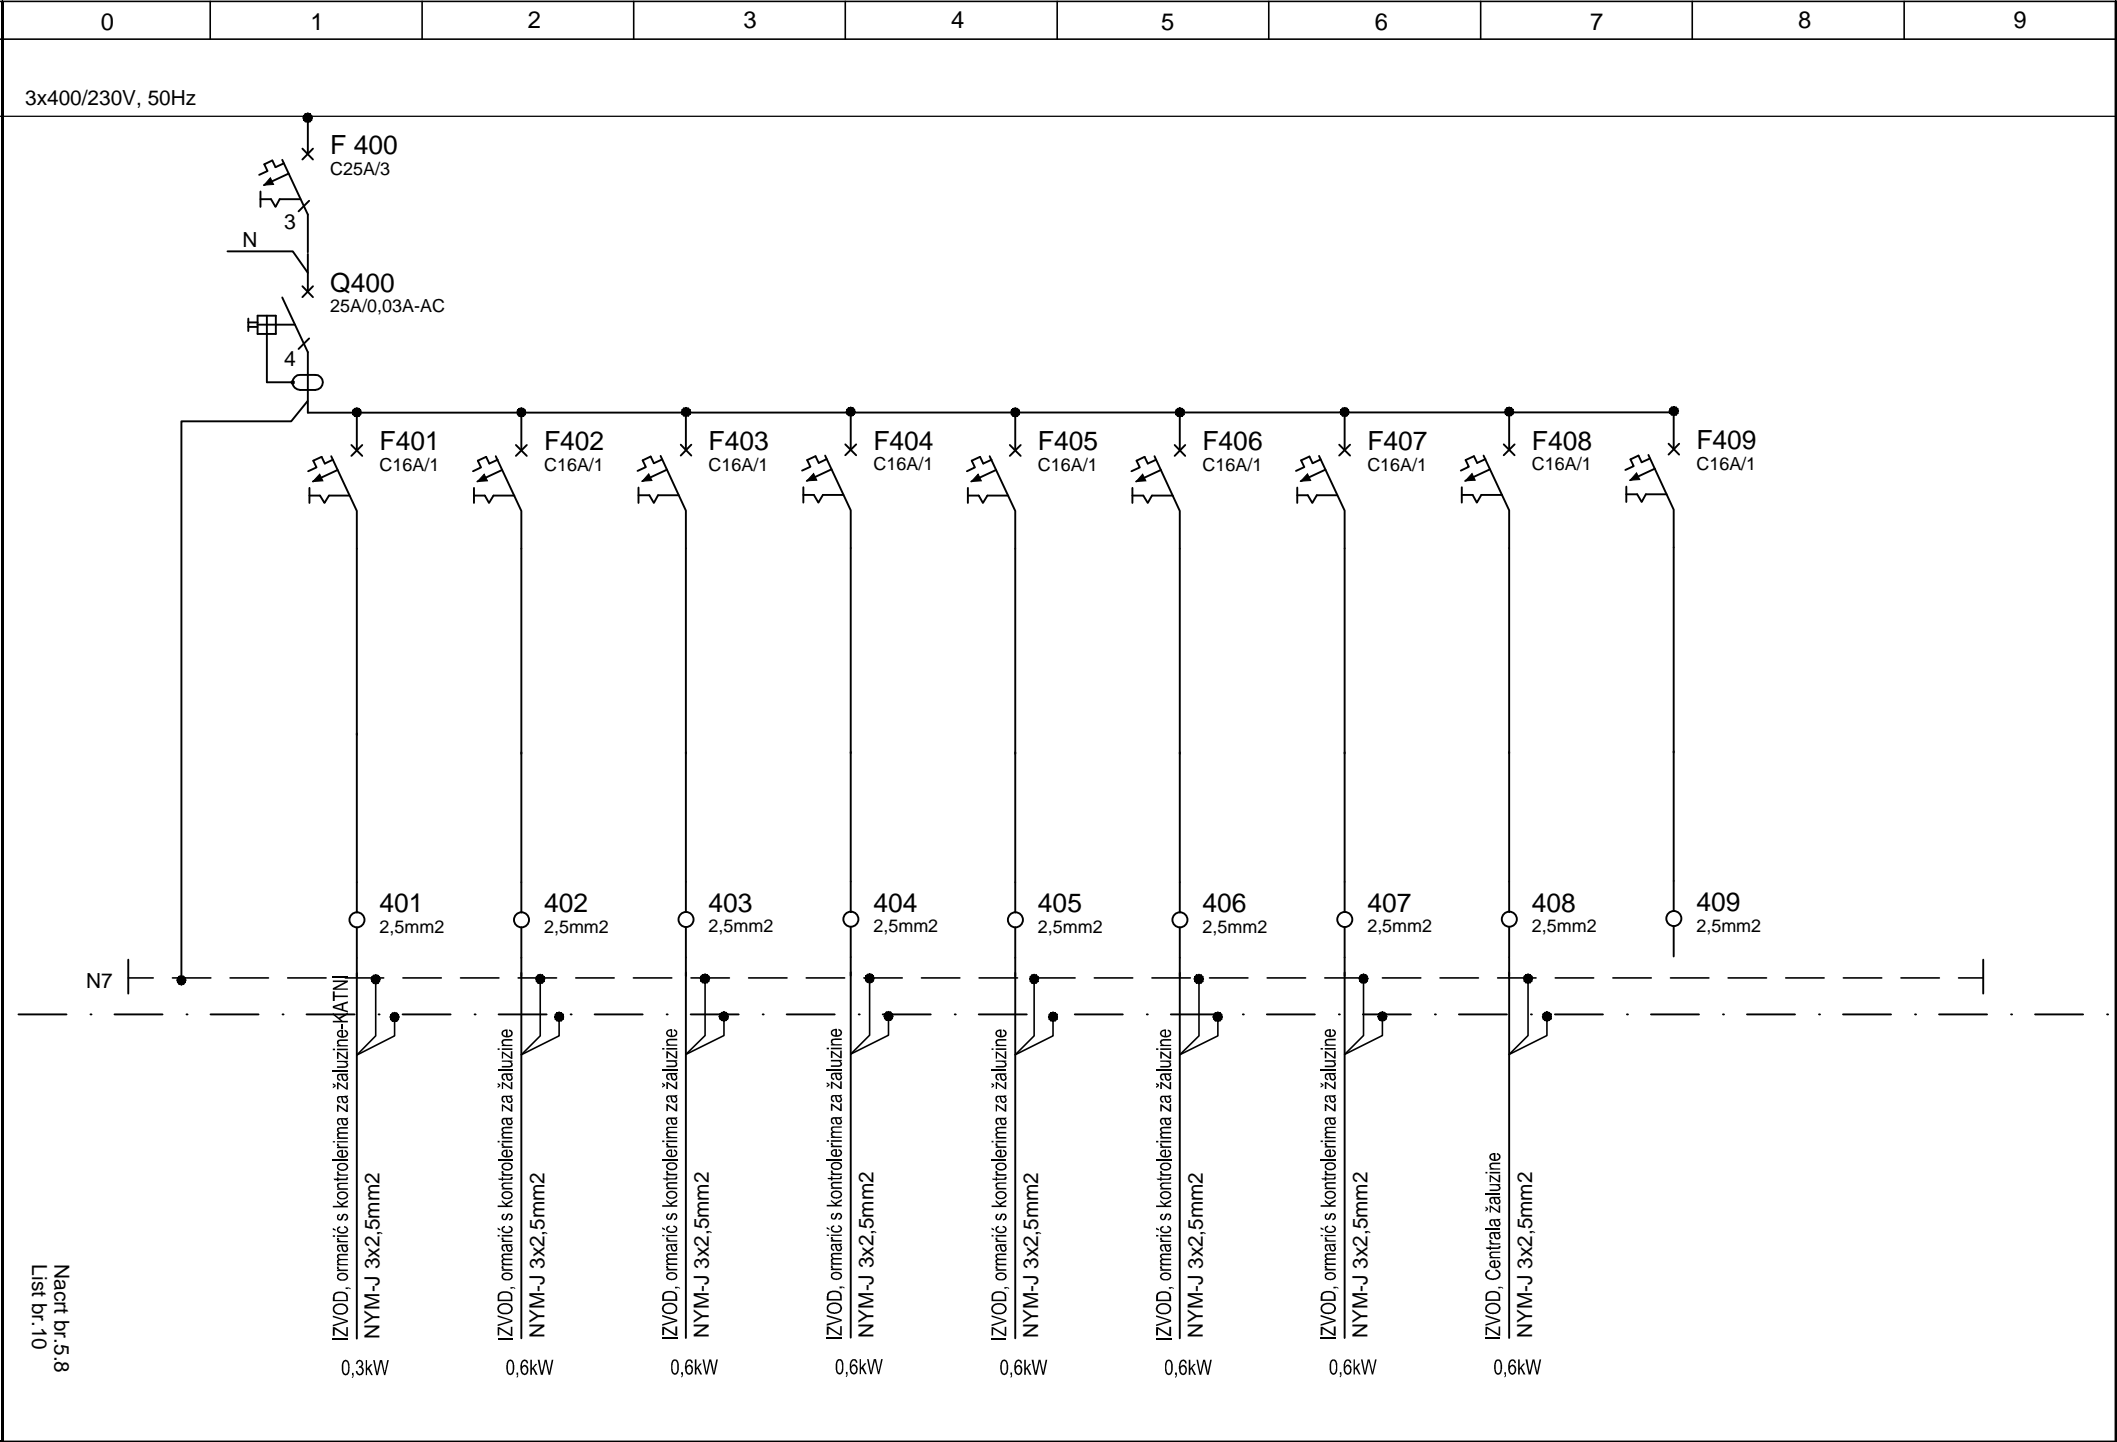 0 1 2 3 4 5 6 7 8 9
3x400/230V, 50Hz
F 400
C25A/3
3
N
Q400
25A/0,03A-AC
4
F401 F402 F403 F404 F405 F406 F407 F408 F409
C16A/1 C16A/1 C16A/1 C16A/1 C16A/1 C16A/1 C16A/1 C16A/1 C16A/1
401 402 403 404 405 406 407 408 409
2,5mm2 2,5mm2 2,5mm2 2,5mm2 2,5mm2 2,5mm2 2,5mm2 2,5mm2 2,5mm2
N7
IZVOD, ormarić s kontrolerima za žaluzine-KATNI
NYM-J 3x2,5mm2
IZVOD, ormarić s kontrolerima za žaluzine
NYM-J 3x2,5mm2
IZVOD, ormarić s kontrolerima za žaluzine
NYM-J 3x2,5mm2
IZVOD, ormarić s kontrolerima za žaluzine
NYM-J 3x2,5mm2
IZVOD, ormarić s kontrolerima za žaluzine
NYM-J 3x2,5mm2
IZVOD, ormarić s kontrolerima za žaluzine
NYM-J 3x2,5mm2
IZVOD, ormarić s kontrolerima za žaluzine
NYM-J 3x2,5mm2
IZVOD, Centrala žaluzine
NYM-J 3x2,5mm2
0,3kW 0,6kW 0,6kW 0,6kW 0,6kW 0,6kW 0,6kW 0,6kW
Nacrt br.5.8
List br.10